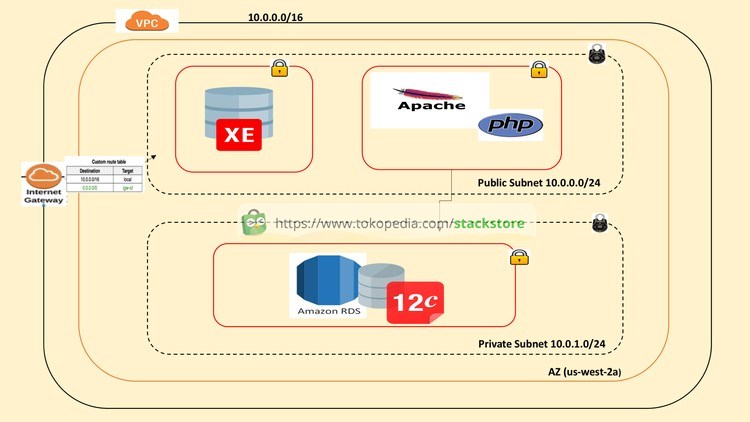 VPC
10.0.0.0/16
XE
Apache
php
Internet
Gateway
Custom route table
Destination Target
10.0.0.0/16 local
0.0.0.0/0
Public Subnet 10.0.0.0/24
https://www.tokopedia.com/stackstore
Amazon RDS
12c
Private Subnet 10.0.1.0/24
AZ (us-west-2a)